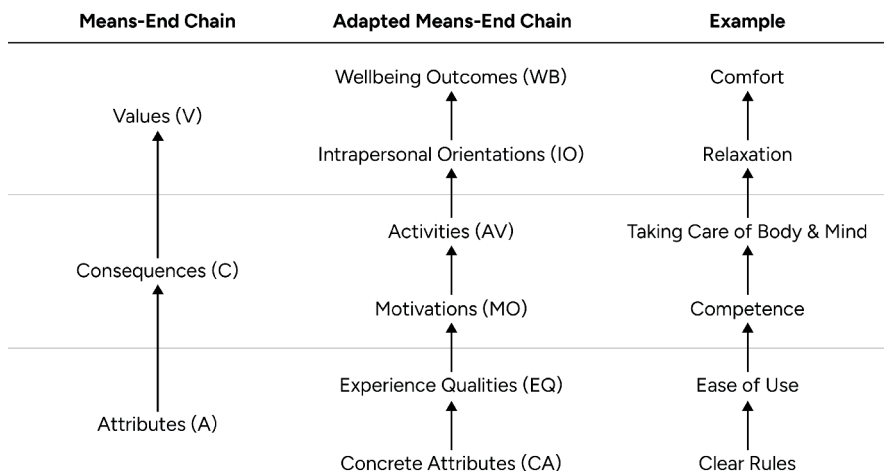 Means-End Chain Adapted Means-End Chain Example
Wellbeing Outcomes (WB) Comfort
Values (V)
Intrapersonal Orientations (IO) Relaxation
Activities (AV) Taking Care of Body & Mind
Consequences (C)
Motivations (MO) Competence
Experience Qualities (EQ) Ease of Use
Attributes (A)
Concrete Attributes (CA) Clear Rules